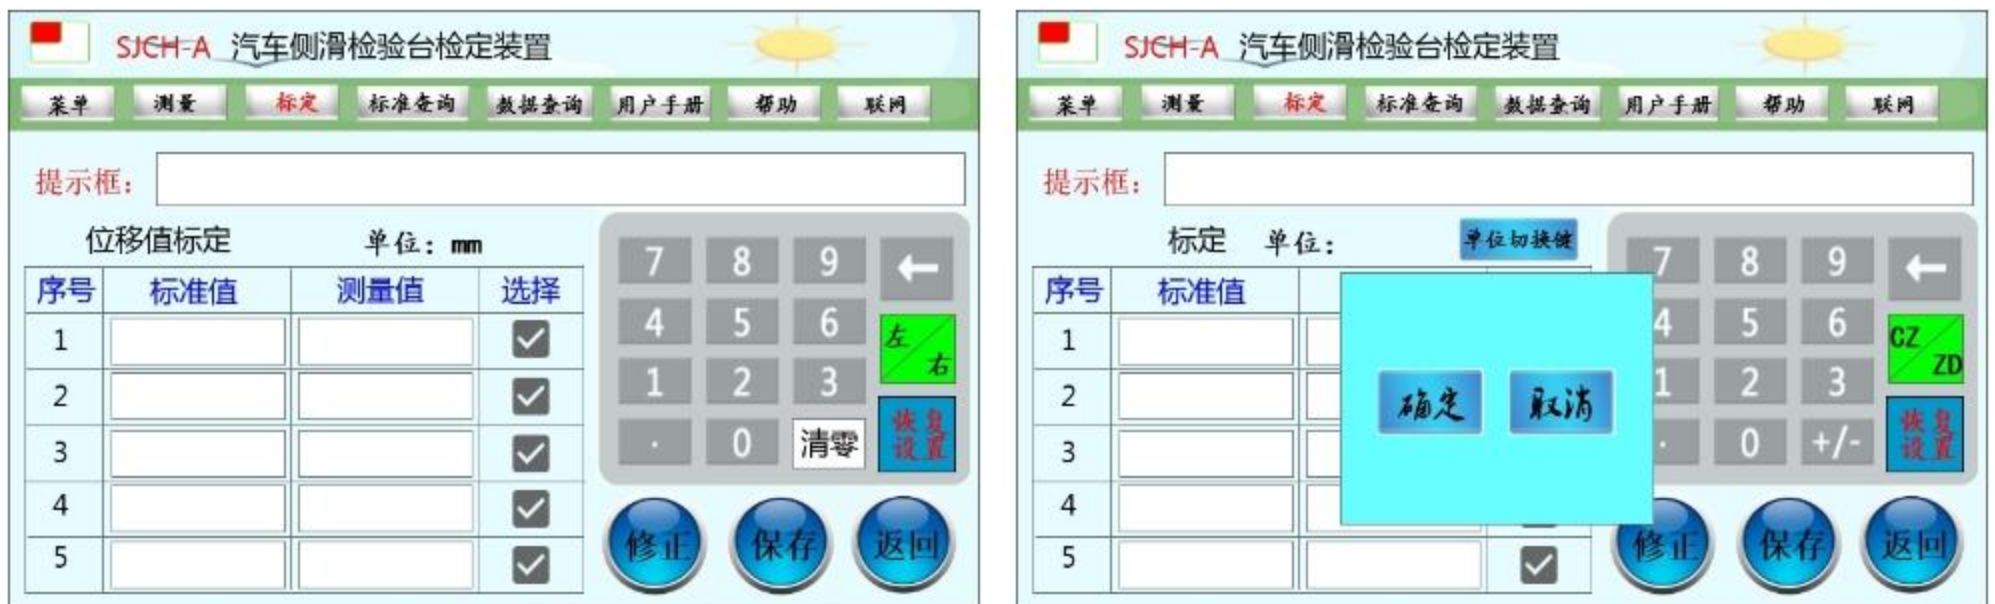 SJCH-A 汽车侧滑检验台检定装置
菜单 测量 标定 标准查询 数据查询 用户手册 帮助 联网
提示框：
位移值标定 单位：mm
序号 标准值 测量值 选择
1
2
3
4
5
7 8 9 ←
4 5 6 左/右
1 2 3
· 0 清零 恢复设置
修正 保存 返回
SJCH-A 汽车侧滑检验台检定装置
菜单 测量 标定 标准查询 数据查询 用户手册 帮助 联网
提示框：
标定 单位： 单位切换键
序号 标准值
1
2
3
4
5
确定 取消
7 8 9 ←
4 5 6 CZ/ZD
1 2 3
· 0 +/- 恢复设置
修正 保存 返回